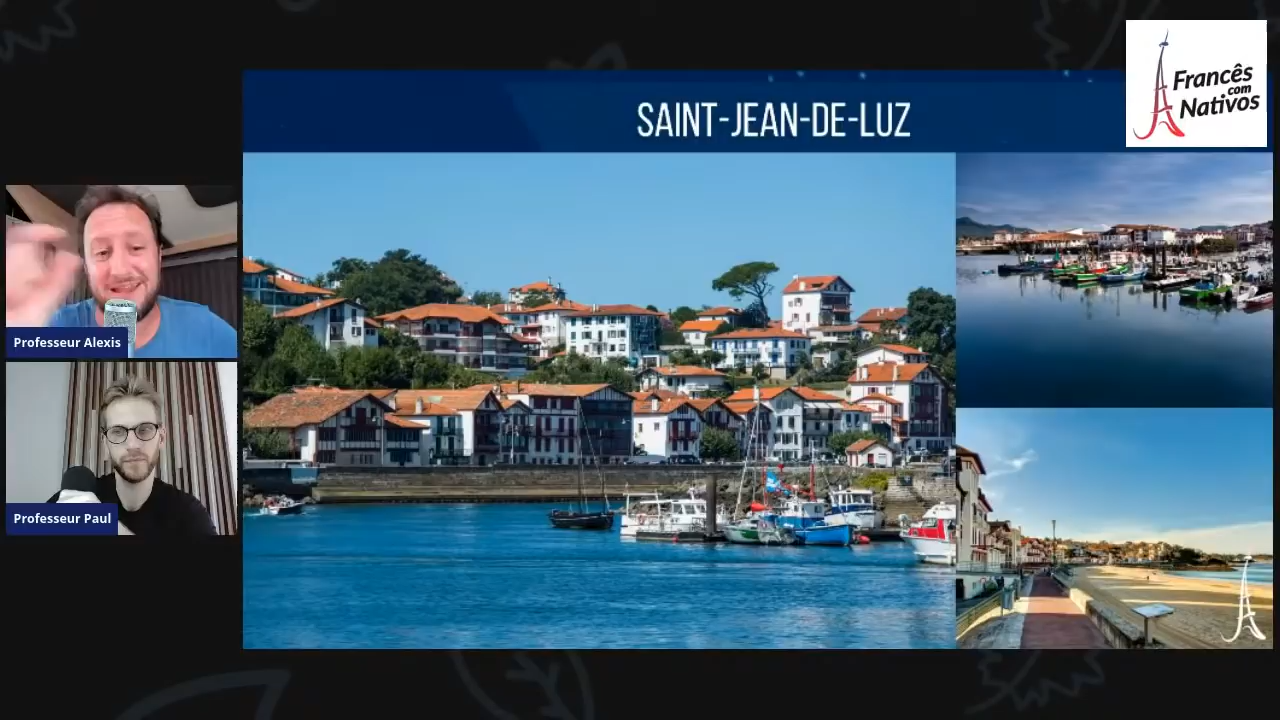 SAINT-JEAN-DE-LUZ
Francês
com
Nativos
Professeur Alexis
Professeur Paul